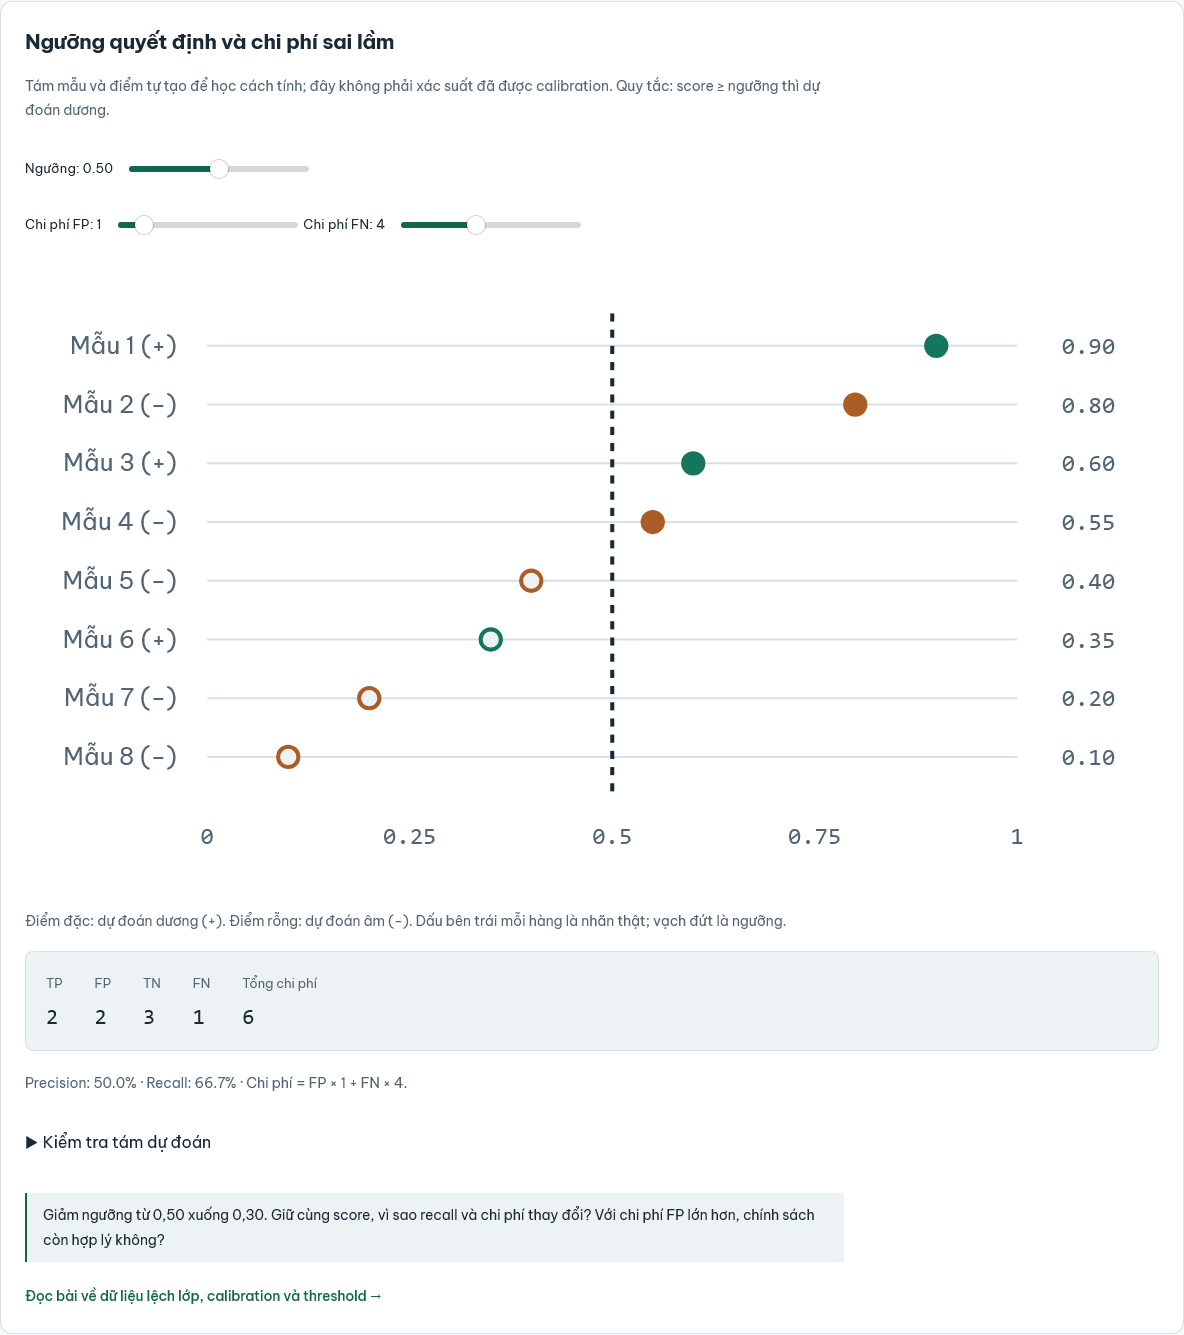 Ngưỡng quyết định và chi phí sai lầm
Tám mẫu và điểm tự tạo để học cách tính; đây không phải xác suất đã được calibration. Quy tắc: score ≥ ngưỡng thì dự
đoán dương.
Ngưỡng: 0.50
Chi phí FP: 1 Chi phí FN: 4
Mẫu 1 (+) 0.90
Mẫu 2 (−) 0.80
Mẫu 3 (+) 0.60
Mẫu 4 (−) 0.55
Mẫu 5 (−) 0.40
Mẫu 6 (+) 0.35
Mẫu 7 (−) 0.20
Mẫu 8 (−) 0.10
0 0.25 0.5 0.75 1
Điểm đặc: dự đoán dương (+). Điểm rỗng: dự đoán âm (−). Dấu bên trái mỗi hàng là nhãn thật; vạch đứt là ngưỡng.
TP FP TN FN Tổng chi phí
2 2 3 1 6
Precision: 50.0% · Recall: 66.7% · Chi phí = FP × 1 + FN × 4.
▶ Kiểm tra tám dự đoán
Giảm ngưỡng từ 0,50 xuống 0,30. Giữ cùng score, vì sao recall và chi phí thay đổi? Với chi phí FP lớn hơn, chính sách
còn hợp lý không?
Đọc bài về dữ liệu lệch lớp, calibration và threshold →